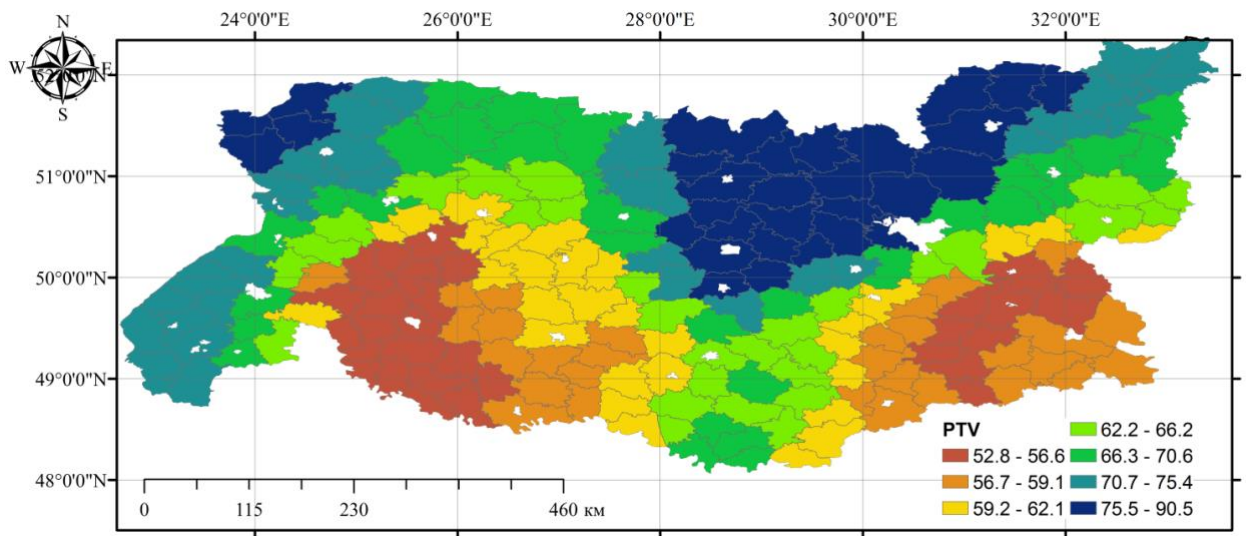 24°0'0"E 26°0'0"E 28°0'0"E 30°0'0"E 32°0'0"E
N
W E
S
52°0'0"N
51°0'0"N
50°0'0"N
49°0'0"N
48°0'0"N
PTV
52.8 - 56.6
56.7 - 59.1
59.2 - 62.1
62.2 - 66.2
66.3 - 70.6
70.7 - 75.4
75.5 - 90.5
0 115 230 460 км